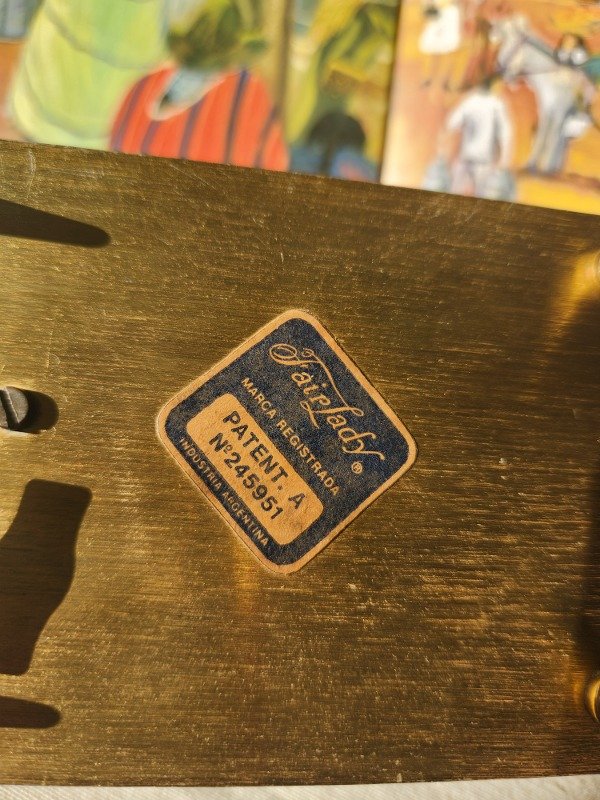 FairLady®
MARCA REGISTRADA
PATENT. A
Nº245951
INDUSTRIA ARGENTINA